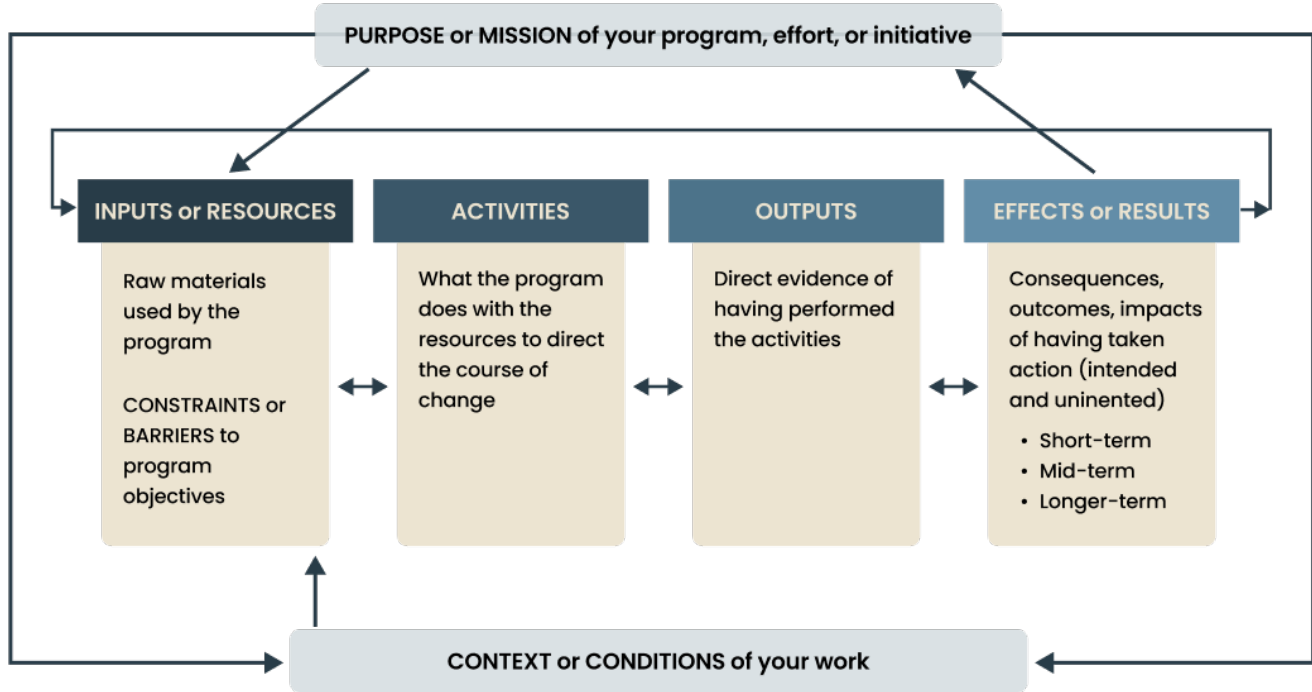 PURPOSE or MISSION of your program, effort, or initiative
INPUTS or RESOURCES
Raw materials
used by the
program
CONSTRAINTS or
BARRIERS to
program
objectives
ACTIVITIES
What the program
does with the
resources to direct
the course of
change
OUTPUTS
Direct evidence of
having performed
the activities
EFFECTS or RESULTS
Consequences,
outcomes, impacts
of having taken
action (intended
and uninented)
• Short-term
• Mid-term
• Longer-term
CONTEXT or CONDITIONS of your work